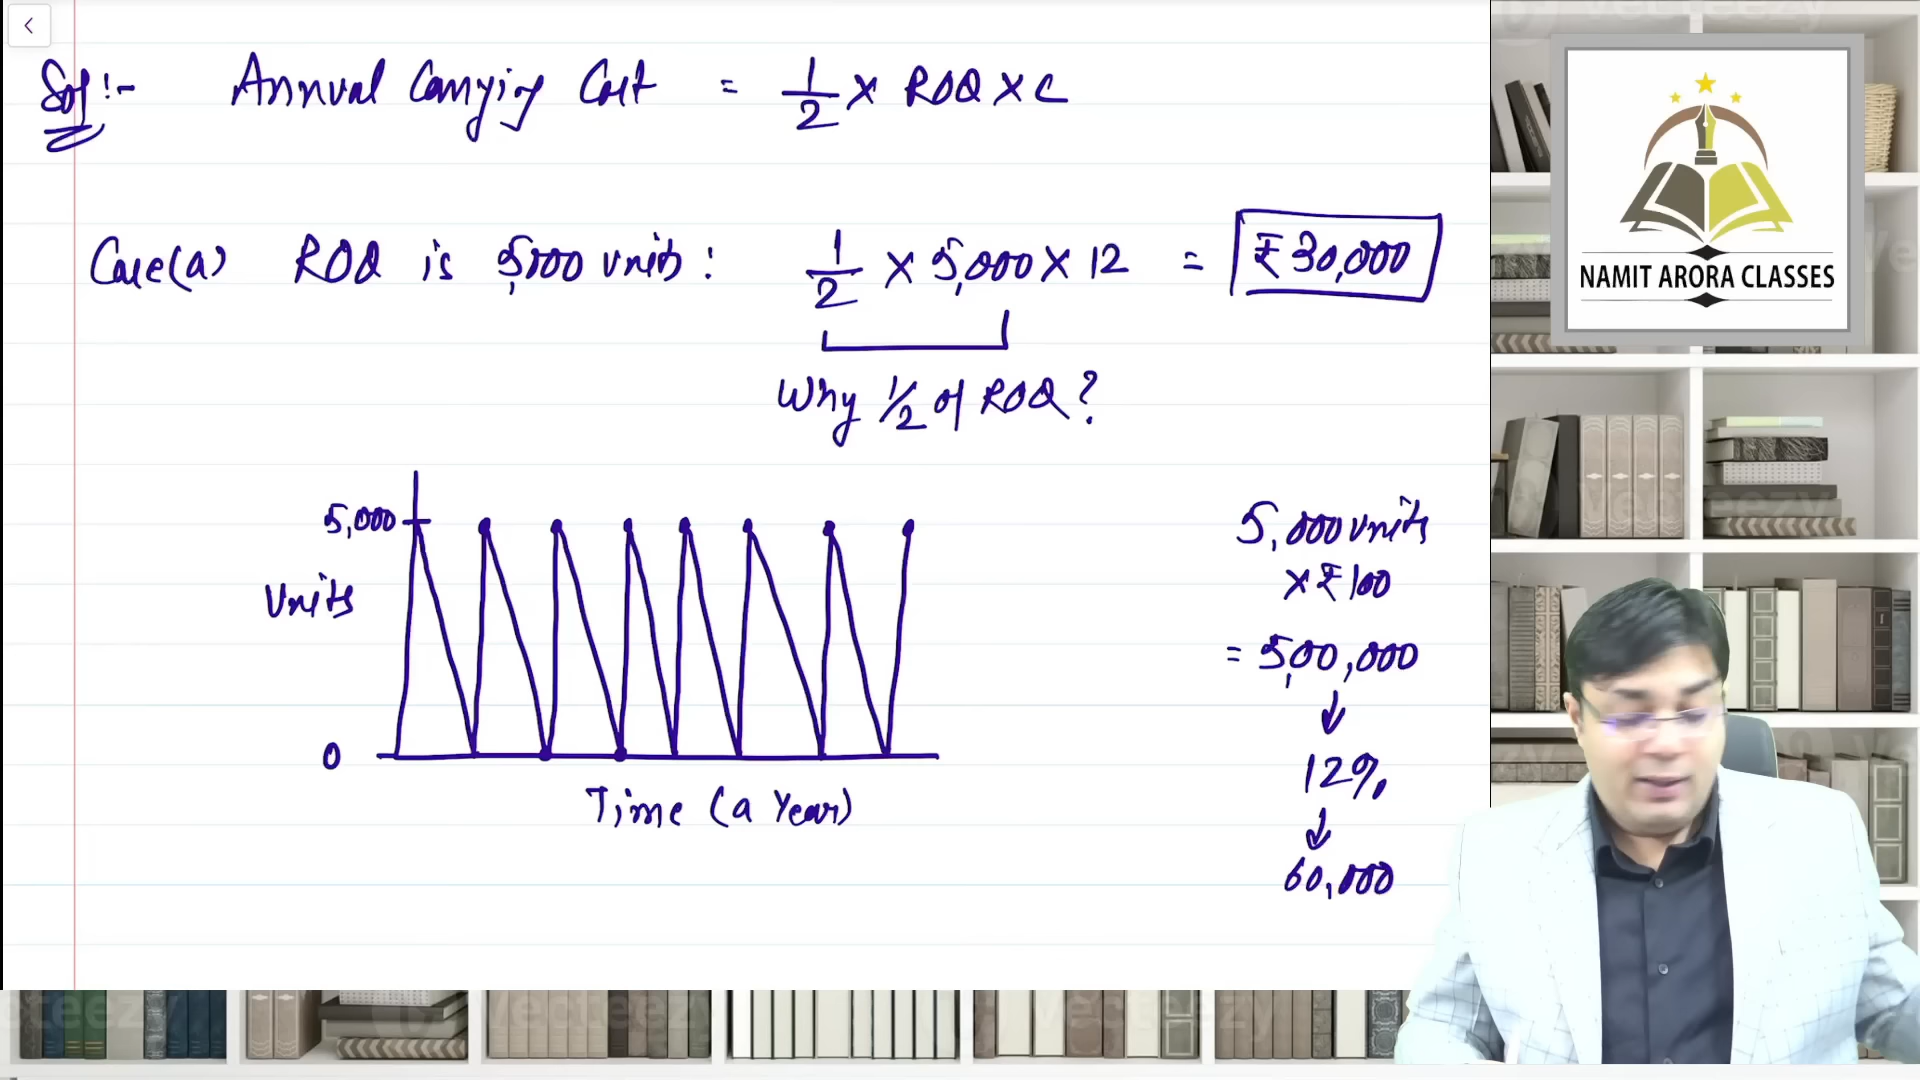 Sol :- Annual Carrying Cost = 1/2 × ROQ × C
Case (a) ROQ is 5,000 units : 1/2 × 5,000 × 12 = ₹30,000
Why 1/2 of ROQ ?
5,000
Units
0
Time (a Year)
5,000 units
× ₹100
= 5,00,000
↓
12%
↓
60,000
NAMIT ARORA CLASSES
vecteezy
Vecteezy